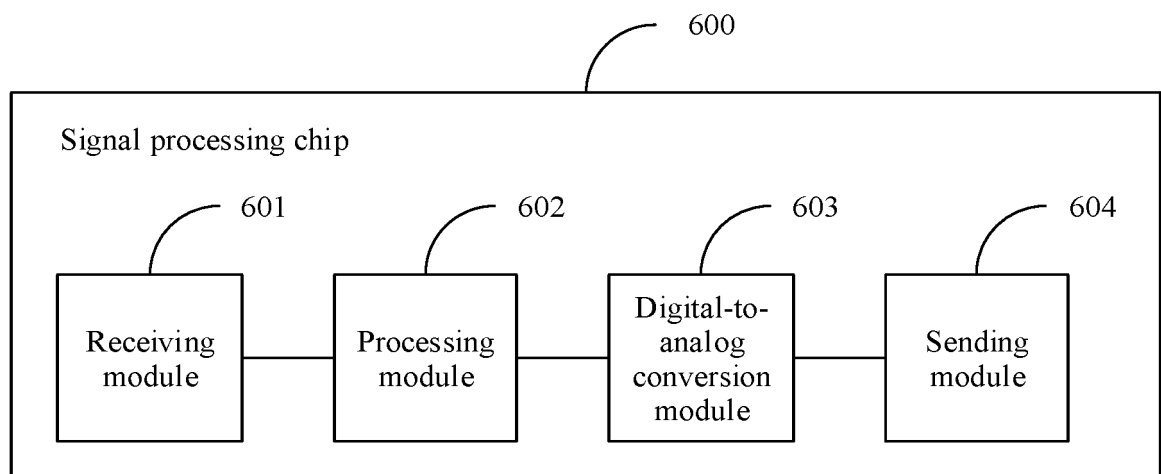 600
Signal processing chip
601
602
603
604
Receiving
module
Processing
module
Digital-to-
analog
conversion
module
Sending
module